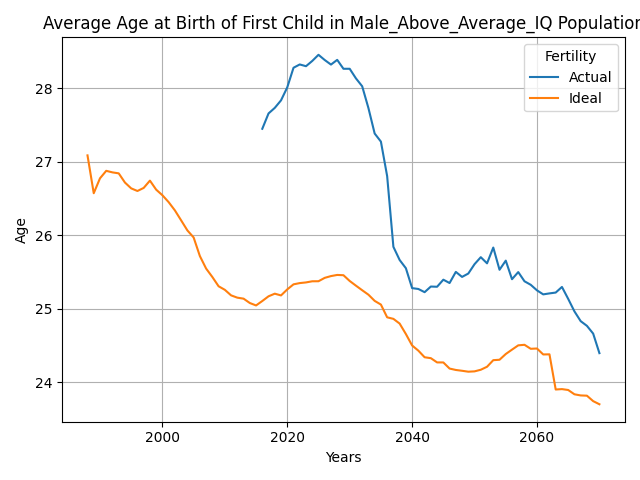 Average Age at Birth of First Child in Male_Above_Average_IQ Population
Fertility
Actual
Ideal
28
27
26
25
24
Age
2000 2020 2040 2060
Years